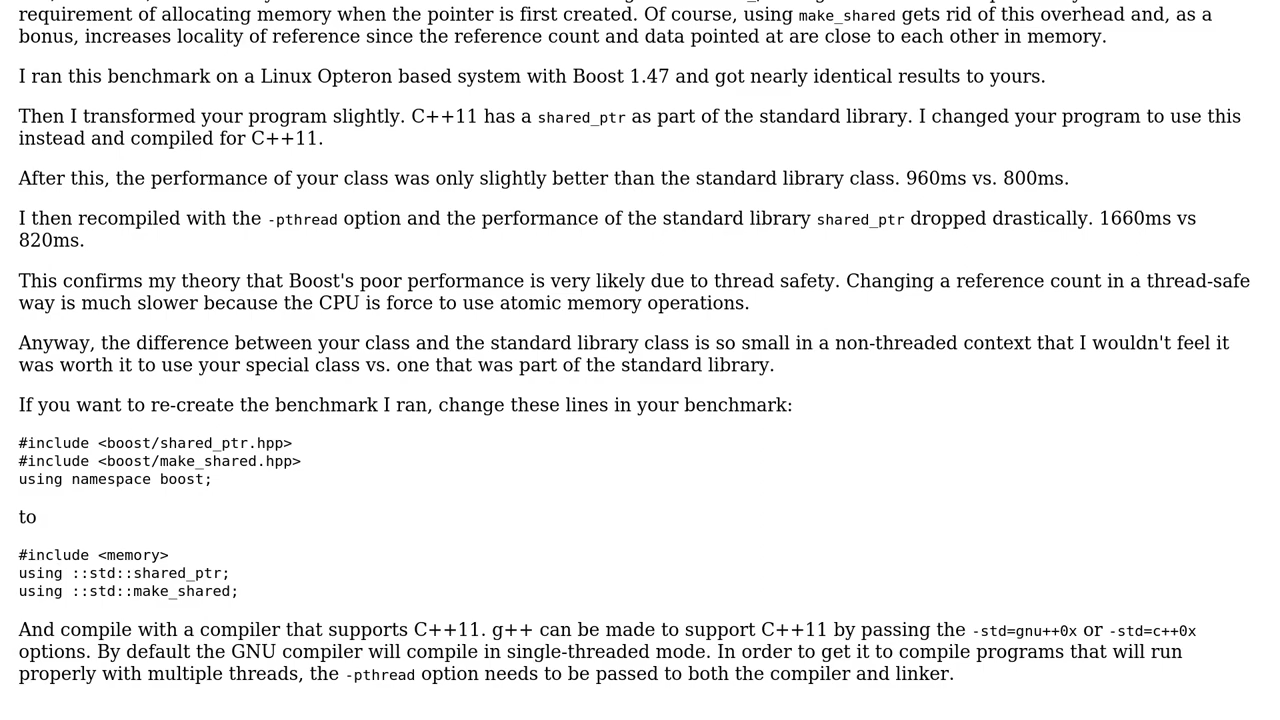 requirement of allocating memory when the pointer is first created. Of course, using make_shared gets rid of this overhead and, as a
bonus, increases locality of reference since the reference count and data pointed at are close to each other in memory.
I ran this benchmark on a Linux Opteron based system with Boost 1.47 and got nearly identical results to yours.
Then I transformed your program slightly. C++11 has a shared_ptr as part of the standard library. I changed your program to use this
instead and compiled for C++11.
After this, the performance of your class was only slightly better than the standard library class. 960ms vs. 800ms.
I then recompiled with the -pthread option and the performance of the standard library shared_ptr dropped drastically. 1660ms vs
820ms.
This confirms my theory that Boost's poor performance is very likely due to thread safety. Changing a reference count in a thread-safe
way is much slower because the CPU is force to use atomic memory operations.
Anyway, the difference between your class and the standard library class is so small in a non-threaded context that I wouldn't feel it
was worth it to use your special class vs. one that was part of the standard library.
If you want to re-create the benchmark I ran, change these lines in your benchmark:
#include <boost/shared_ptr.hpp>
#include <boost/make_shared.hpp>
using namespace boost;
to
#include <memory>
using ::std::shared_ptr;
using ::std::make_shared;
And compile with a compiler that supports C++11. g++ can be made to support C++11 by passing the -std=gnu++0x or -std=c++0x
options. By default the GNU compiler will compile in single-threaded mode. In order to get it to compile programs that will run
properly with multiple threads, the -pthread option needs to be passed to both the compiler and linker.